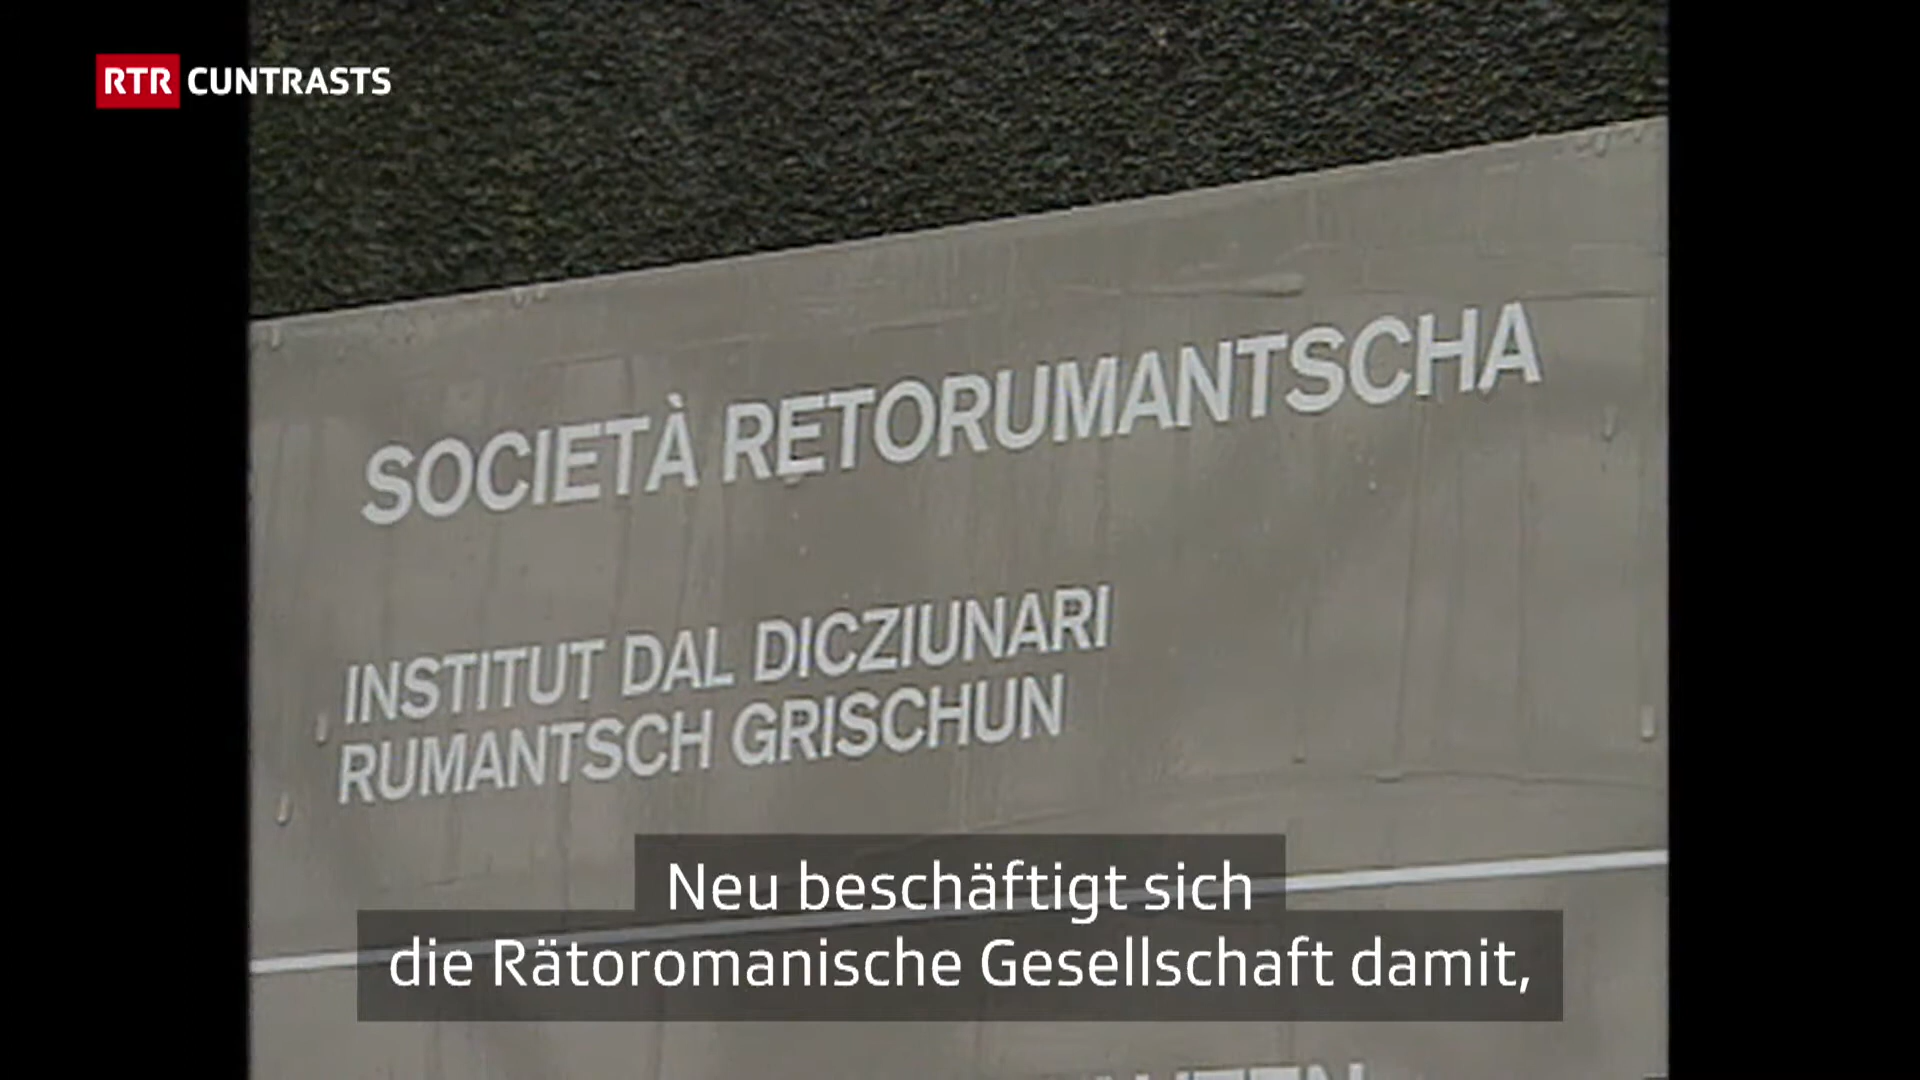 RTR CUNTRASTS
SOCIETÀ RETORUMANTSCHA
INSTITUT DAL DICZIUNARI
RUMANTSCH GRISCHUN
Neu beschäftigt sich
die Rätoromanische Gesellschaft damit,